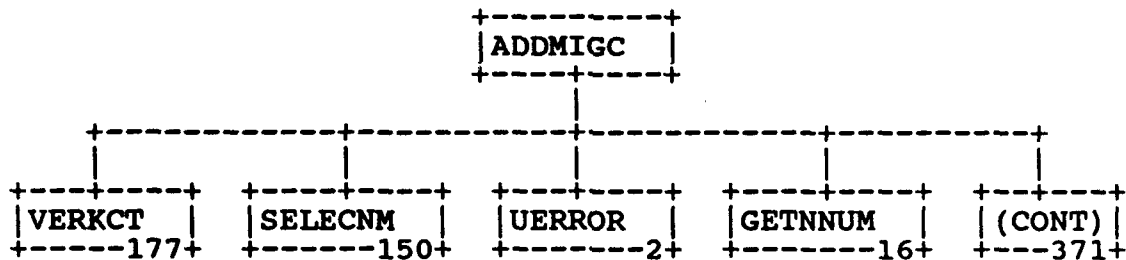 ADDMIGC
VERKCT SELECNM UERROR GETNNUM (CONT)
177 150 2 16 371